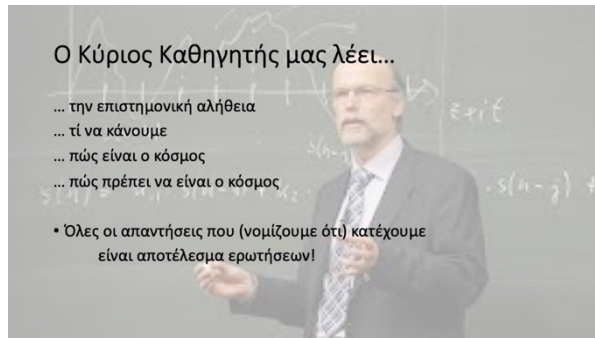 Ο Κύριος Καθηγητής μας λέει...
... την επιστημονική αλήθεια
... τί να κάνουμε
... πώς είναι ο κόσμος
... πώς πρέπει να είναι ο κόσμος
• Όλες οι απαντήσεις που (νομίζουμε ότι) κατέχουμε
είναι αποτέλεσμα ερωτήσεων!
zeit
s(n-j) +